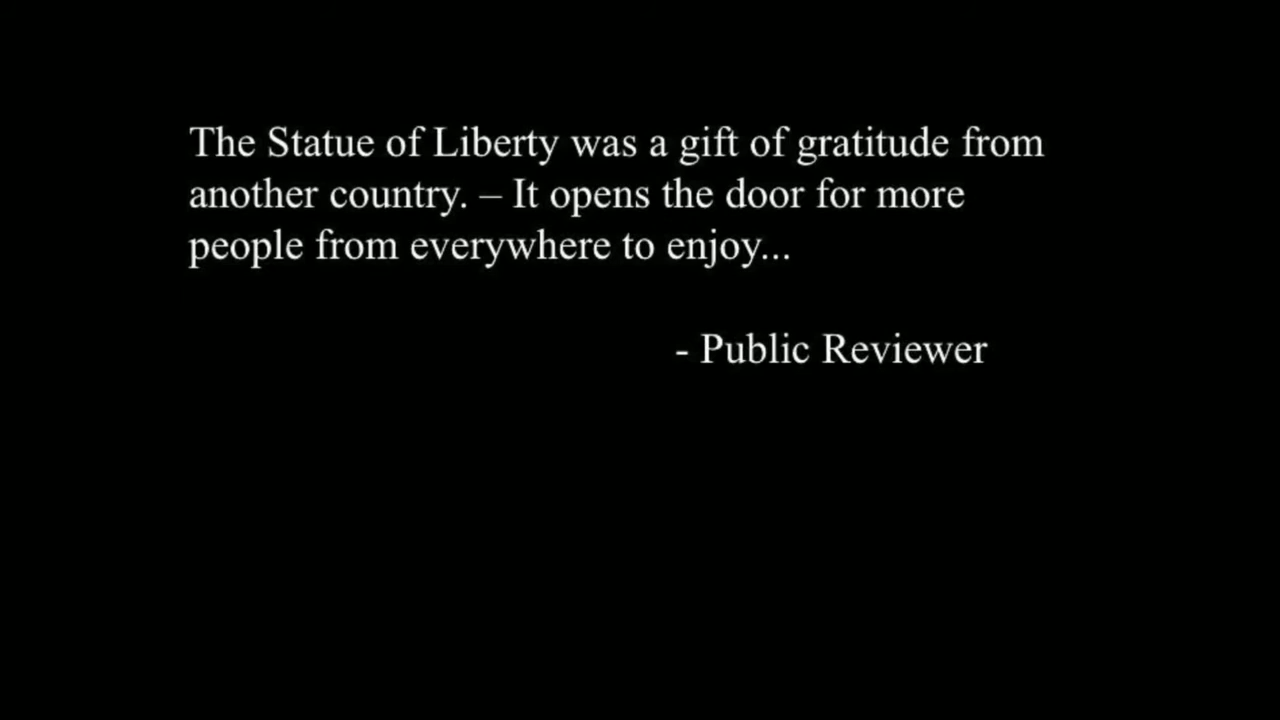 The Statue of Liberty was a gift of gratitude from
another country. – It opens the door for more
people from everywhere to enjoy...
- Public Reviewer